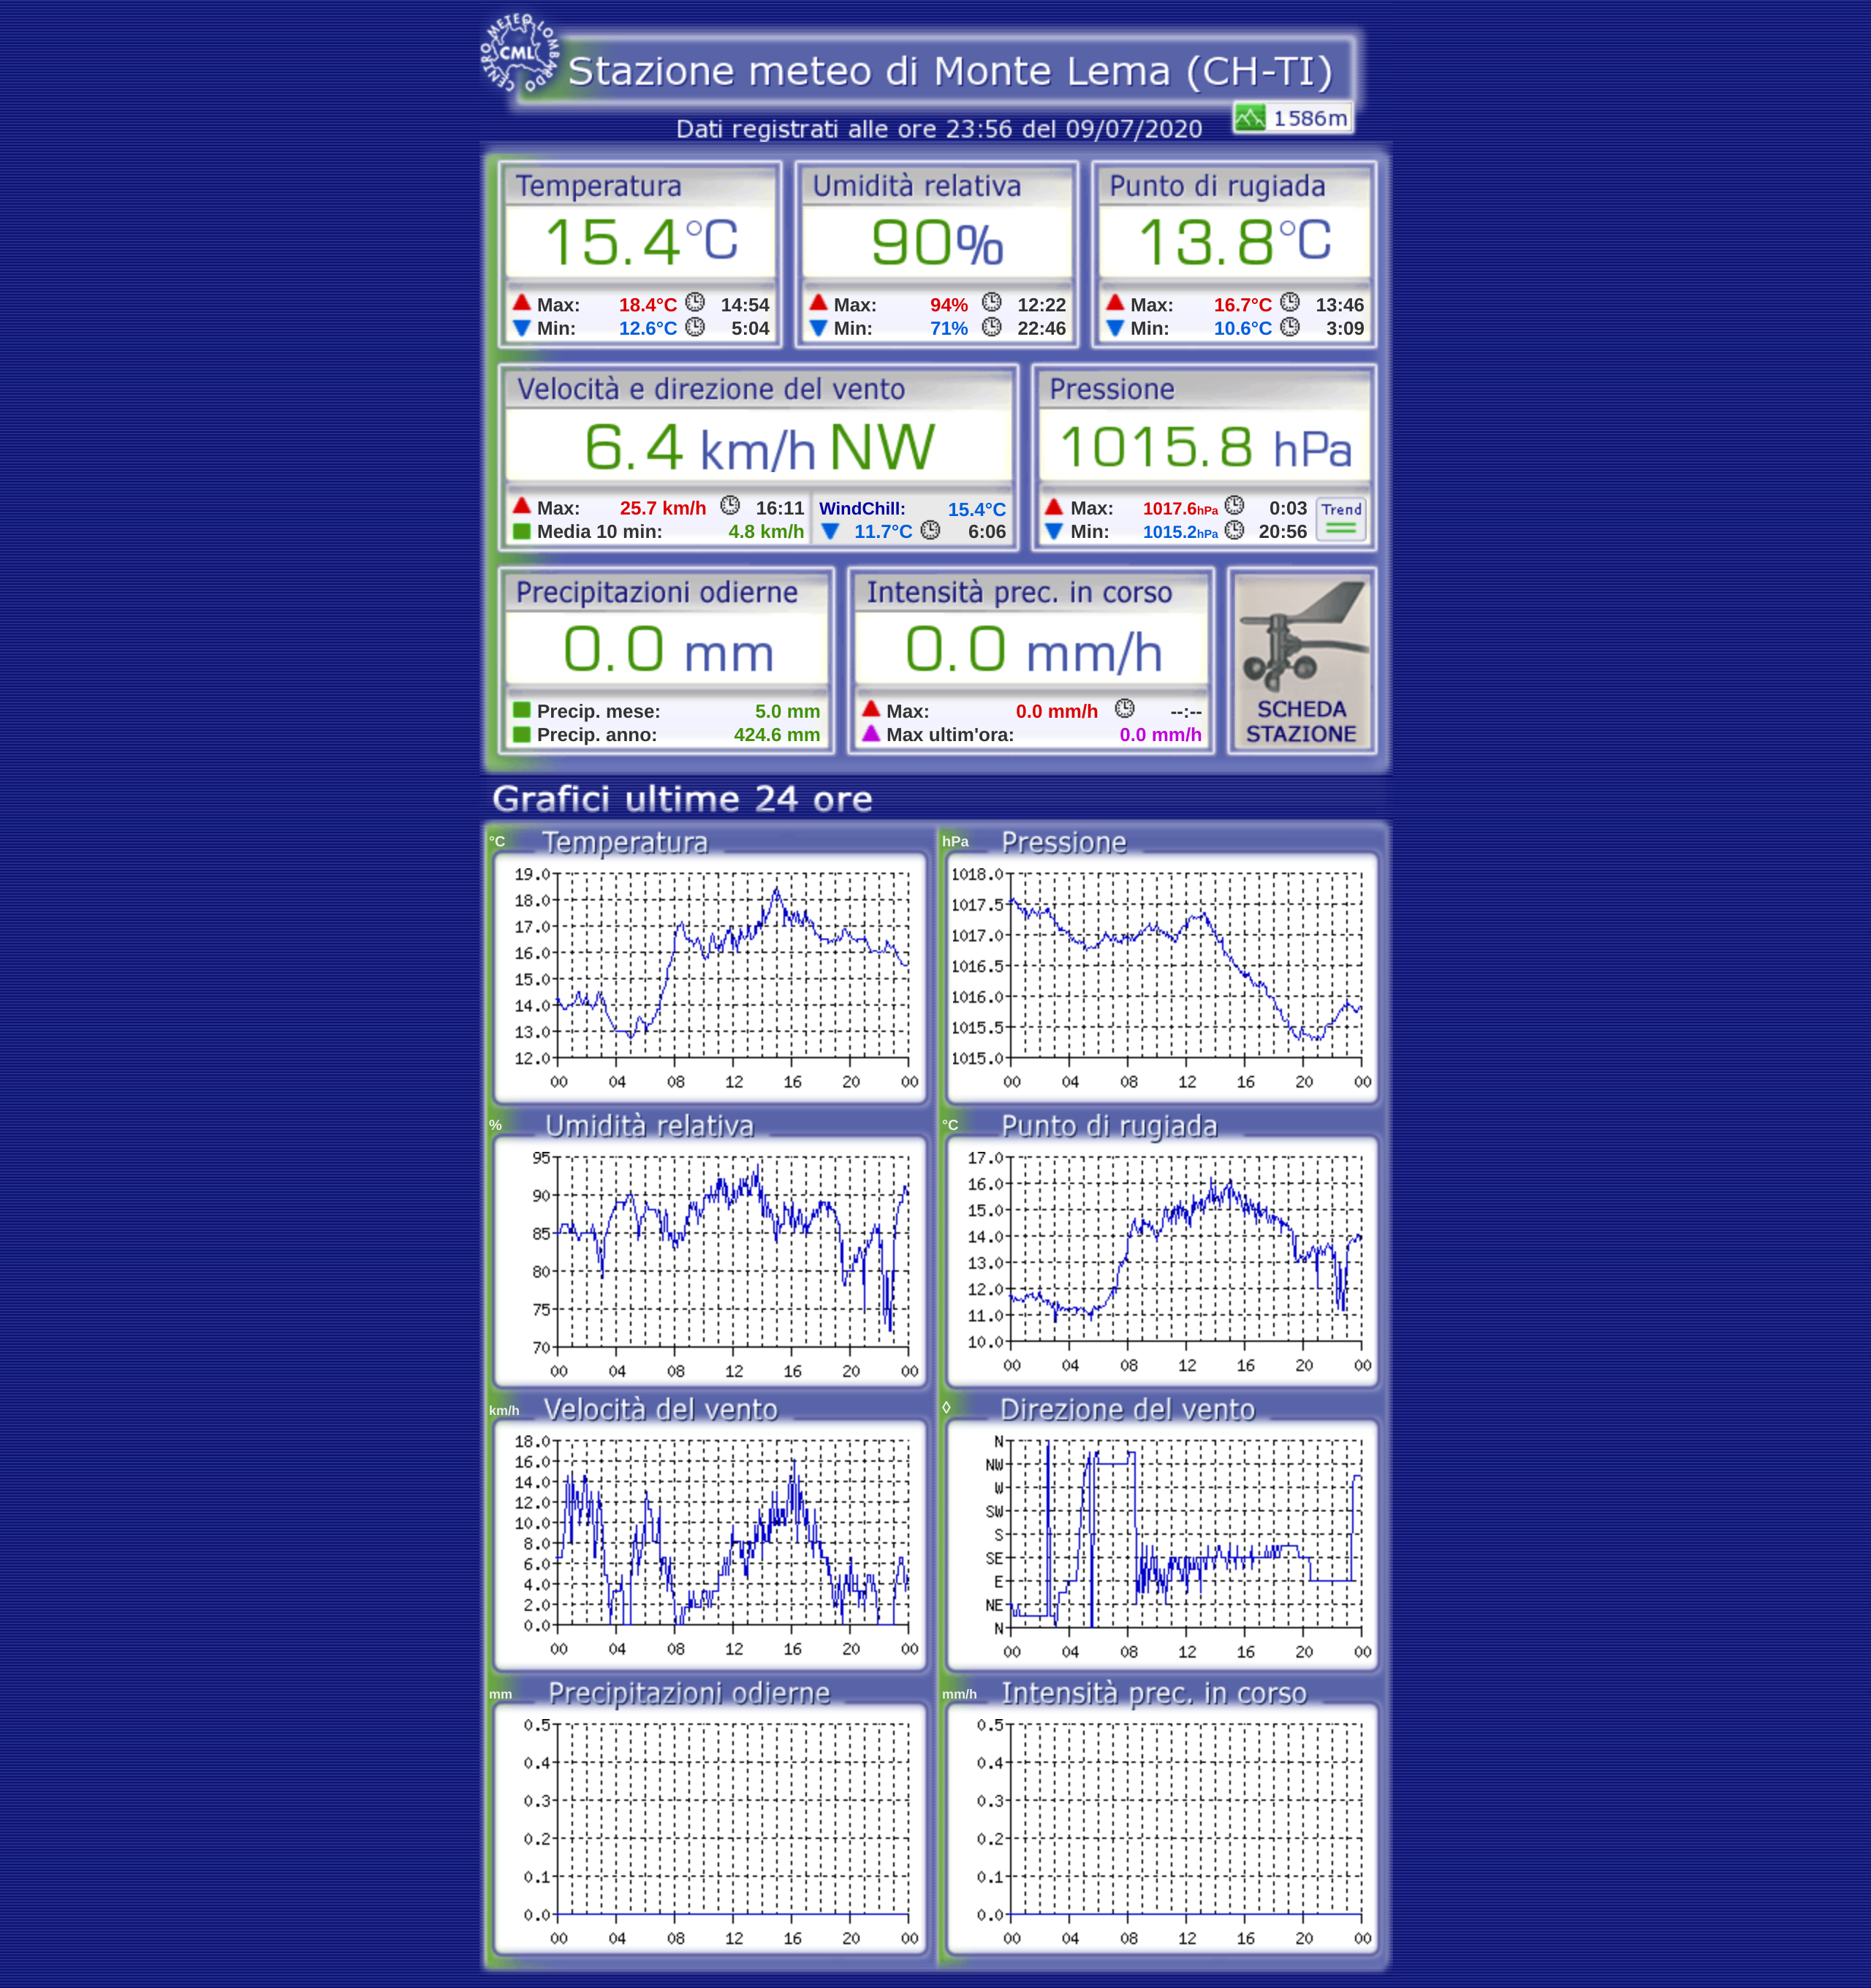 CENTRO METEO LOMBARDO
CML
Stazione meteo di Monte Lema (CH-TI)
1586m
Dati registrati alle ore 23:56 del 09/07/2020
Temperatura
15.4°C
Max: 18.4°C 14:54
Min: 12.6°C 5:04
Umidità relativa
90%
Max: 94% 12:22
Min: 71% 22:46
Punto di rugiada
13.8°C
Max: 16.7°C 13:46
Min: 10.6°C 3:09
Velocità e direzione del vento
6.4 km/h NW
Max: 25.7 km/h 16:11
Media 10 min: 4.8 km/h
WindChill: 15.4°C
11.7°C 6:06
Pressione
1015.8 hPa
Max: 1017.6hPa 0:03
Min: 1015.2hPa 20:56
Trend
Precipitazioni odierne
0.0 mm
Precip. mese: 5.0 mm
Precip. anno: 424.6 mm
Intensità prec. in corso
0.0 mm/h
Max: 0.0 mm/h --:--
Max ultim'ora: 0.0 mm/h
SCHEDA
STAZIONE
Grafici ultime 24 ore
°C Temperatura
19.0
18.0
17.0
16.0
15.0
14.0
13.0
12.0
00 04 08 12 16 20 00
hPa Pressione
1018.0
1017.5
1017.0
1016.5
1016.0
1015.5
1015.0
00 04 08 12 16 20 00
% Umidità relativa
95
90
85
80
75
70
00 04 08 12 16 20 00
°C Punto di rugiada
17.0
16.0
15.0
14.0
13.0
12.0
11.0
10.0
00 04 08 12 16 20 00
km/h Velocità del vento
18.0
16.0
14.0
12.0
10.0
8.0
6.0
4.0
2.0
0.0
00 04 08 12 16 20 00
◊ Direzione del vento
N
NW
W
SW
S
SE
E
NE
N
00 04 08 12 16 20 00
mm Precipitazioni odierne
0.5
0.4
0.3
0.2
0.1
0.0
00 04 08 12 16 20 00
mm/h Intensità prec. in corso
0.5
0.4
0.3
0.2
0.1
0.0
00 04 08 12 16 20 00